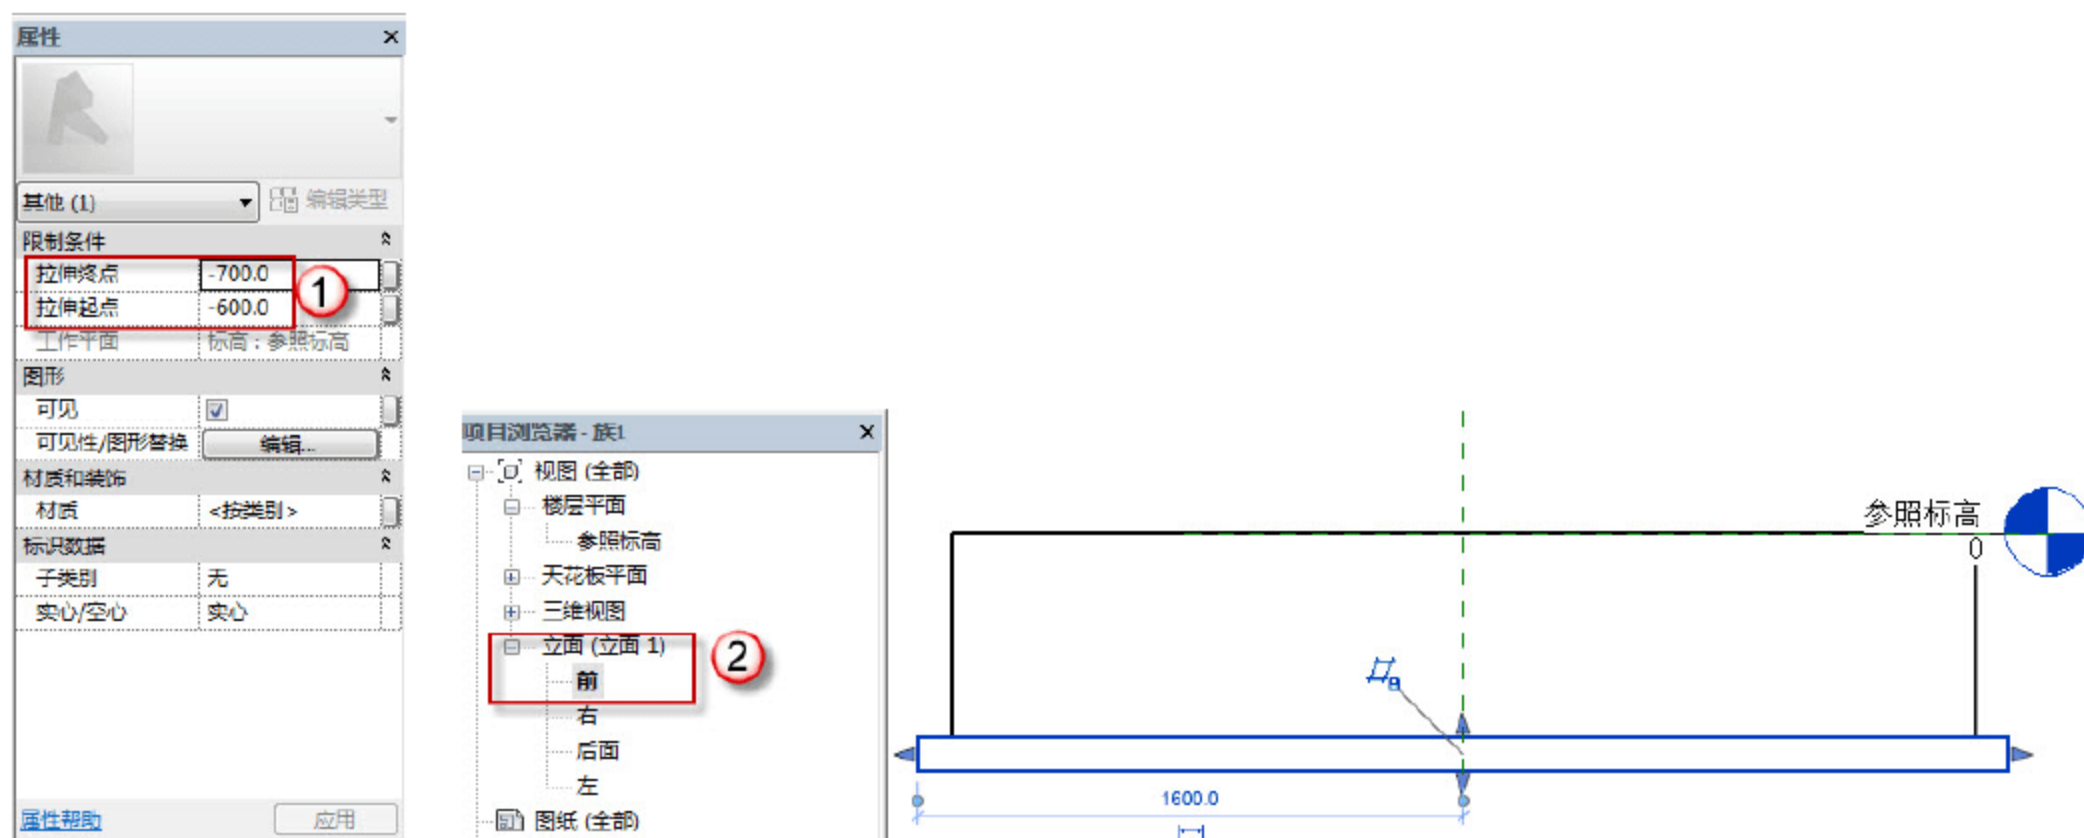 属性
其他 (1)
编辑类型
限制条件
拉伸终点 -700.0
拉伸起点 -600.0
1
工作平面 标高 : 参照标高
图形
可见
可见性/图形替换 编辑...
材质和装饰
材质 <按类别>
标识数据
子类别 无
实心/空心 实心
属性帮助 应用
项目浏览器 - 族1
视图 (全部)
楼层平面
参照标高
天花板平面
三维视图
立面 (立面 1)
2
前
右
后面
左
图纸 (全部)
参照标高
0
1600.0